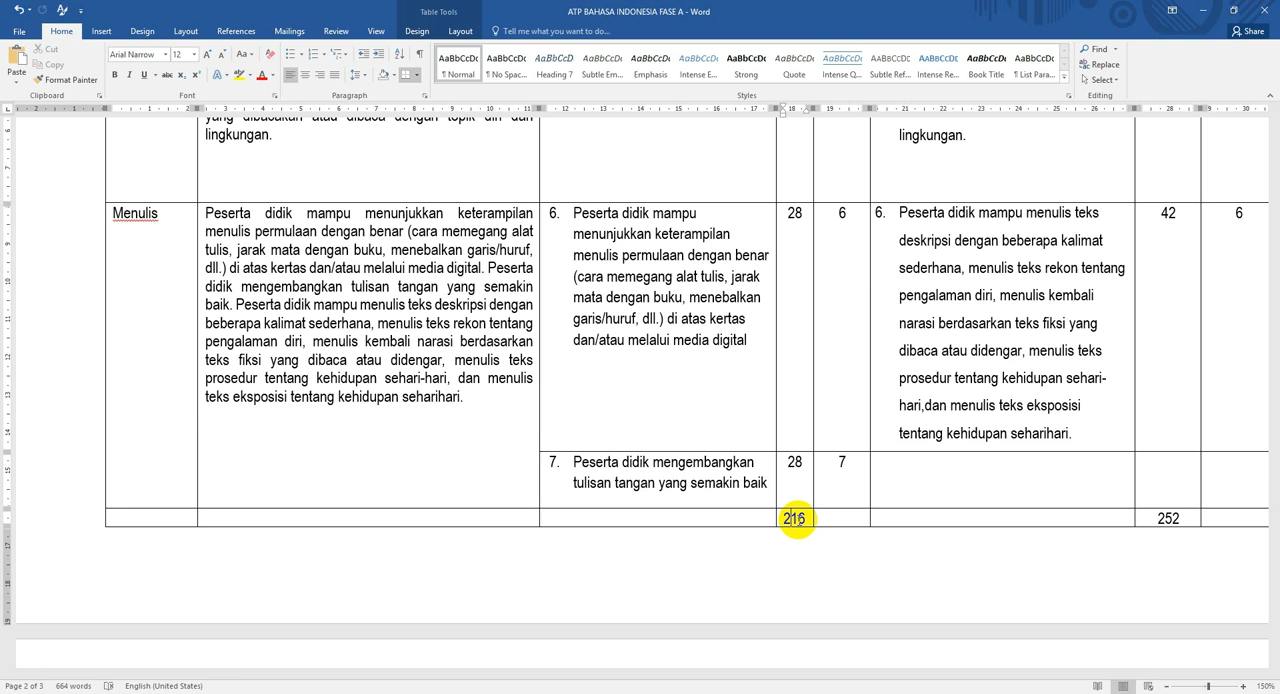 ATP BAHASA INDONESIA FASE A - Word
Table Tools
File Home Insert Design Layout References Mailings Review View Design Layout Tell me what you want to do... Share
Paste
Cut
Copy
Format Painter
Clipboard
Arial Narrow 12
Font
Paragraph
AaBbCcDc AaBbCcDc AaBbCcDc AaBbCcDc AaBbCcDc AaBbCcDc AaBbCcDc AaBbCcDc AABBCCDE AABBCCDE AaBbCcDc AaBbCcDc
¶ Normal ¶ No Spac... Heading 7 Subtle Em... Emphasis Intense E... Strong Quote Intense Q... Subtle Ref... Intense Re... Book Title ¶ List Para...
Styles
Find
Replace
Select
Editing
yang dibacakan atau dibaca dengan topik diri dan
lingkungan.
lingkungan.
Menulis
Peserta didik mampu menunjukkan keterampilan
menulis permulaan dengan benar (cara memegang alat
tulis, jarak mata dengan buku, menebalkan garis/huruf,
dll.) di atas kertas dan/atau melalui media digital. Peserta
didik mengembangkan tulisan tangan yang semakin
baik. Peserta didik mampu menulis teks deskripsi dengan
beberapa kalimat sederhana, menulis teks rekon tentang
pengalaman diri, menulis kembali narasi berdasarkan
teks fiksi yang dibaca atau didengar, menulis teks
prosedur tentang kehidupan sehari-hari, dan menulis
teks eksposisi tentang kehidupan seharihari.
6. Peserta didik mampu
menunjukkan keterampilan
menulis permulaan dengan benar
(cara memegang alat tulis, jarak
mata dengan buku, menebalkan
garis/huruf, dll.) di atas kertas
dan/atau melalui media digital
28
6
6. Peserta didik mampu menulis teks
deskripsi dengan beberapa kalimat
sederhana, menulis teks rekon tentang
pengalaman diri, menulis kembali
narasi berdasarkan teks fiksi yang
dibaca atau didengar, menulis teks
prosedur tentang kehidupan sehari-
hari,dan menulis teks eksposisi
tentang kehidupan seharihari.
42
6
7. Peserta didik mengembangkan
tulisan tangan yang semakin baik
28
7
216
252
Page 2 of 3 664 words English (United States) 150%